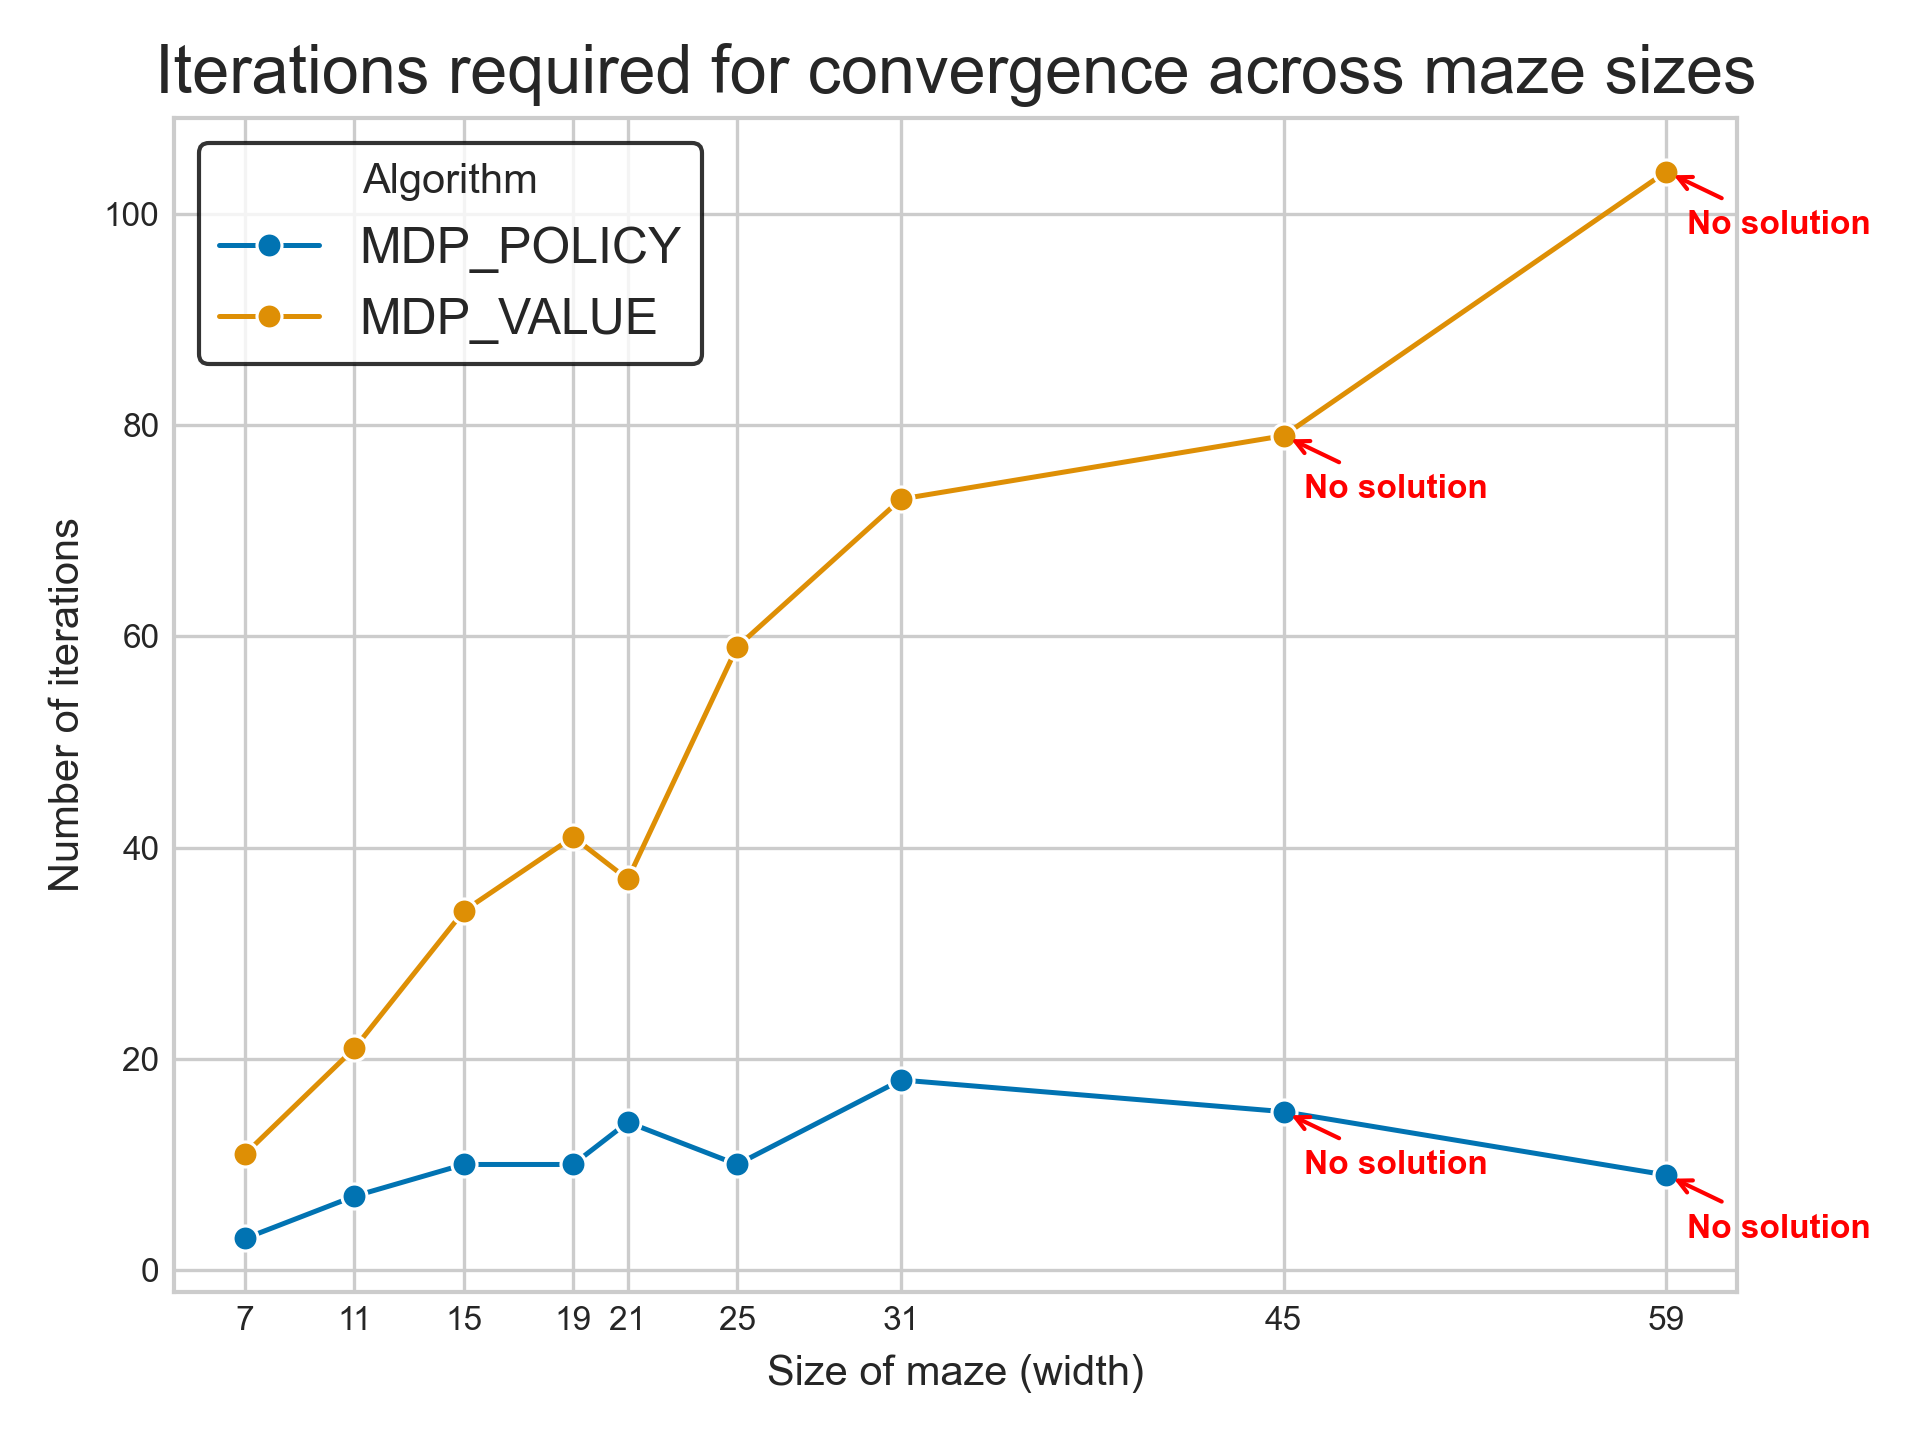 Iterations required for convergence across maze sizes
Algorithm
MDP_POLICY
MDP_VALUE
No solution
No solution
No solution
No solution
Number of iterations
100
80
60
40
20
0
7 11 15 19 21 25 31 45 59
Size of maze (width)